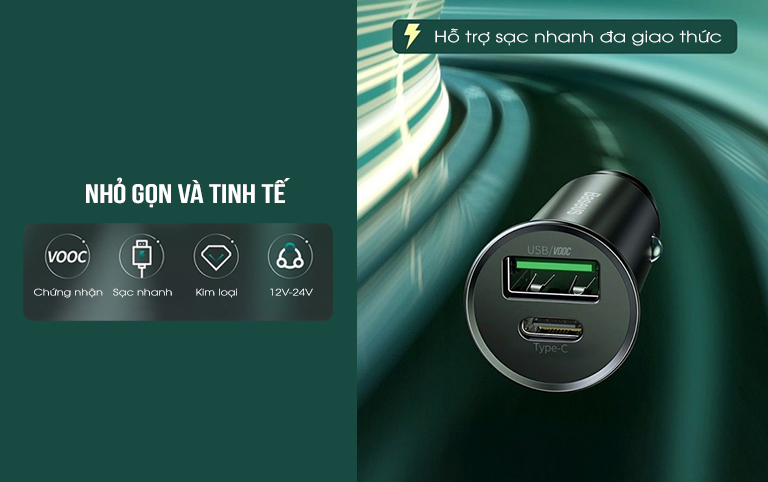 Hỗ trợ sạc nhanh đa giao thức
NHỎ GỌN VÀ TINH TẾ
VOOC
Chứng nhận
Sạc nhanh
Kim loại
12V-24V
Baseus
USB/VOOC
Type-C